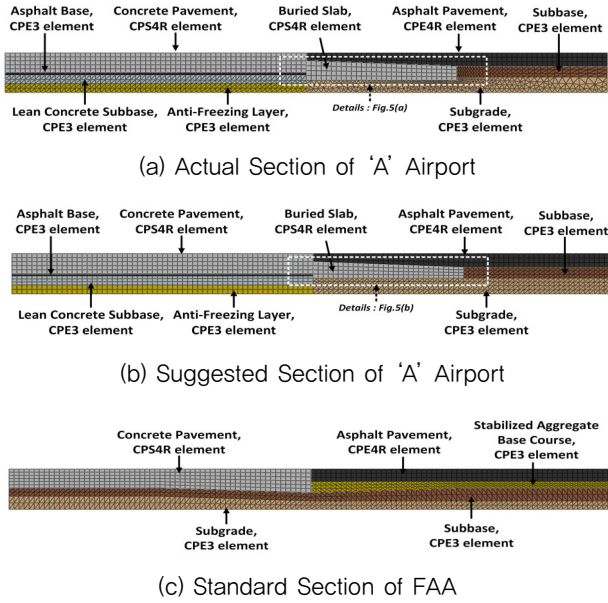 Asphalt Base,
CPE3 element
Concrete Pavement,
CPS4R element
Buried Slab,
CPS4R element
Asphalt Pavement,
CPE4R element
Subbase,
CPE3 element
Lean Concrete Subbase,
CPE3 element
Anti-Freezing Layer,
CPE3 element
Details : Fig.5(a)
Subgrade,
CPE3 element
(a) Actual Section of ‘A’ Airport
Asphalt Base,
CPE3 element
Concrete Pavement,
CPS4R element
Buried Slab,
CPS4R element
Asphalt Pavement,
CPE4R element
Subbase,
CPE3 element
Lean Concrete Subbase,
CPE3 element
Anti-Freezing Layer,
CPE3 element
Details : Fig.5(b)
Subgrade,
CPE3 element
(b) Suggested Section of ‘A’ Airport
Concrete Pavement,
CPS4R element
Asphalt Pavement,
CPE4R element
Stabilized Aggregate
Base Course,
CPE3 element
Subgrade,
CPE3 element
Subbase,
CPE3 element
(c) Standard Section of FAA